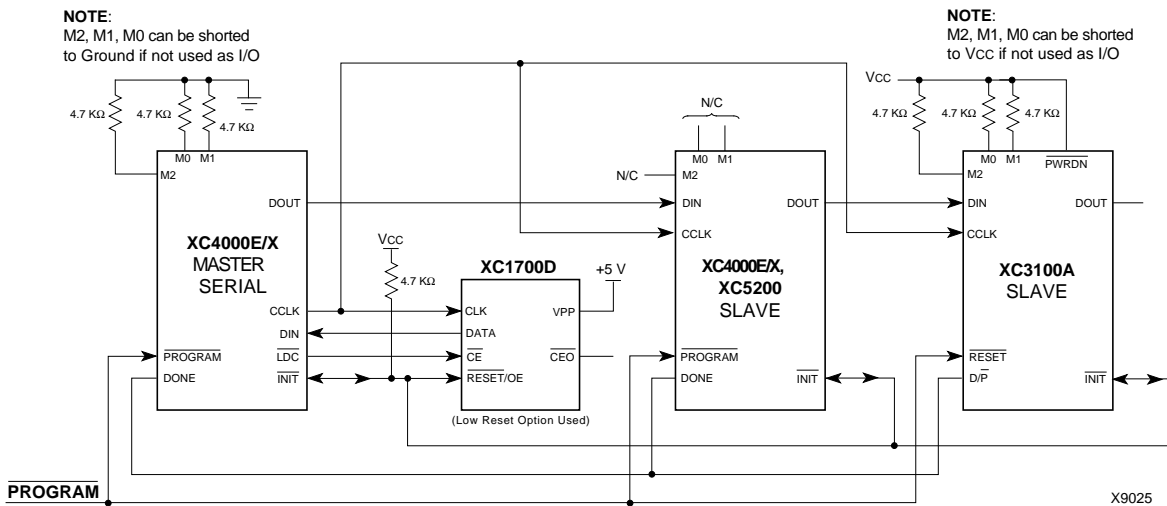 NOTE:
M2, M1, M0 can be shorted
to Ground if not used as I/O
NOTE:
M2, M1, M0 can be shorted
to VCC if not used as I/O
4.7 KΩ
4.7 KΩ
4.7 KΩ
M0 M1
M2
DOUT
XC4000E/X
MASTER
SERIAL
CCLK
DIN
PROGRAM
LDC
DONE
INIT
VCC
4.7 KΩ
XC1700D
+5 V
CLK
VPP
DATA
CE
CEO
RESET/OE
(Low Reset Option Used)
N/C
M0 M1
N/C
M2
DIN
DOUT
CCLK
XC4000E/X,
XC5200
SLAVE
PROGRAM
DONE
INIT
VCC
4.7 KΩ
4.7 KΩ
4.7 KΩ
M0 M1
PWRDN
M2
DIN
DOUT
CCLK
XC3100A
SLAVE
RESET
D/P
INIT
PROGRAM
X9025